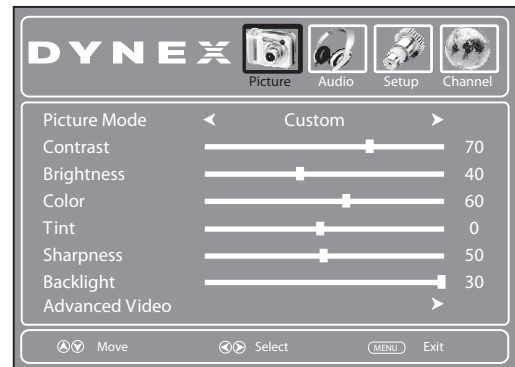 DYNEX
Picture Audio Setup Channel
Picture Mode Custom
Contrast 70
Brightness 40
Color 60
Tint 0
Sharpness 50
Backlight 30
Advanced Video
Move Select MENU Exit